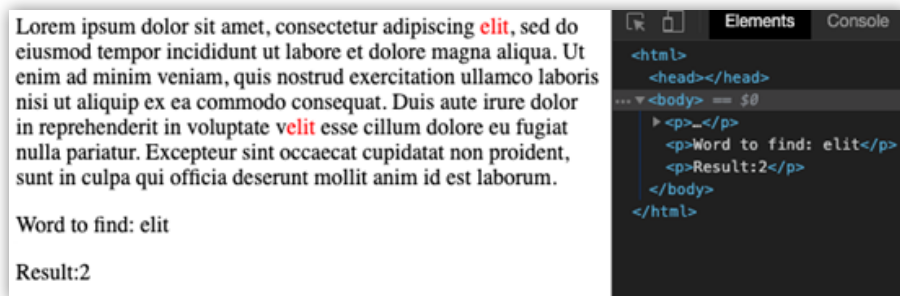 Lorem ipsum dolor sit amet, consectetur adipiscing elit, sed do
eiusmod tempor incididunt ut labore et dolore magna aliqua. Ut
enim ad minim veniam, quis nostrud exercitation ullamco laboris
nisi ut aliquip ex ea commodo consequat. Duis aute irure dolor
in reprehenderit in voluptate velit esse cillum dolore eu fugiat
nulla pariatur. Excepteur sint occaecat cupidatat non proident,
sunt in culpa qui officia deserunt mollit anim id est laborum.
Word to find: elit
Result:2
Elements Console
<html>
<head></head>
... ▼<body> == $0
▶<p>…</p>
<p>Word to find: elit</p>
<p>Result:2</p>
</body>
</html>